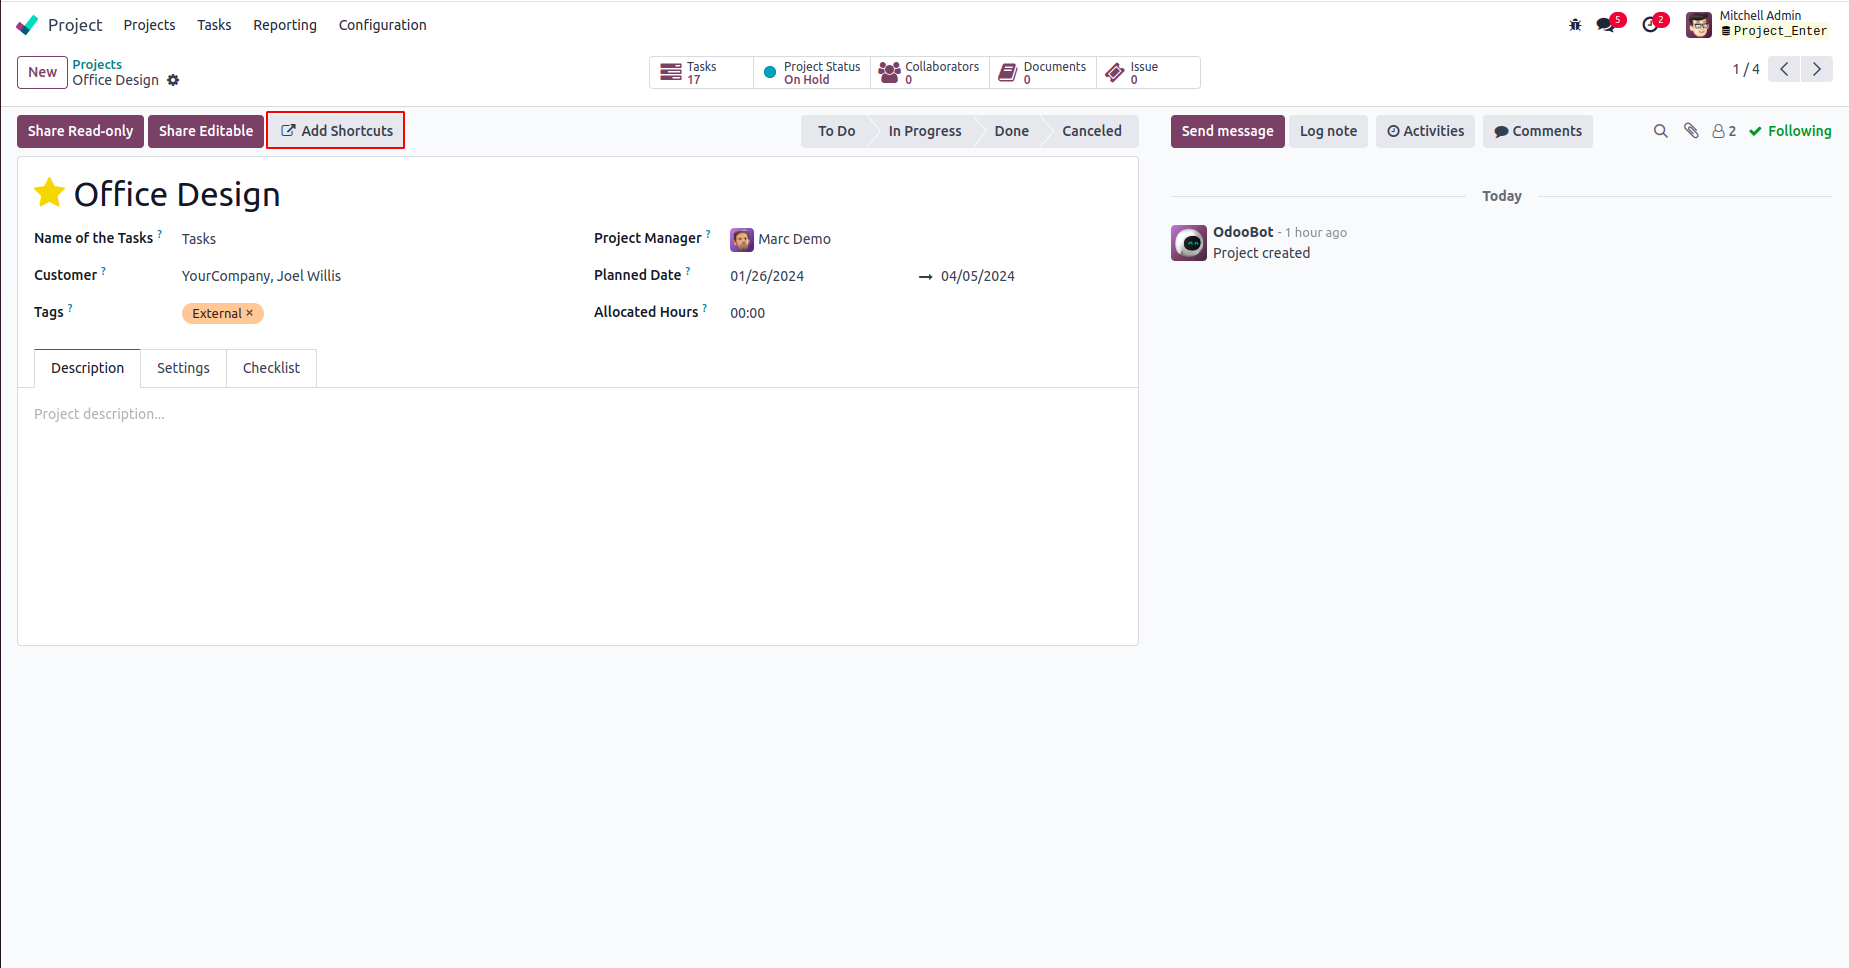 Project Projects Tasks Reporting Configuration 5 2 Mitchell Admin
Project_Enter
New Projects
Office Design
Tasks
17
Project Status
On Hold
Collaborators
0
Documents
0
Issue
0
1 / 4
Share Read-only Share Editable Add Shortcuts To Do In Progress Done Canceled Send message Log note Activities Comments 2 Following
Office Design
Today
Name of the Tasks ? Tasks Project Manager ? Marc Demo
OdooBot - 1 hour ago
Project created
Customer ? YourCompany, Joel Willis Planned Date ? 01/26/2024 → 04/05/2024
Tags ? External × Allocated Hours ? 00:00
Description Settings Checklist
Project description...